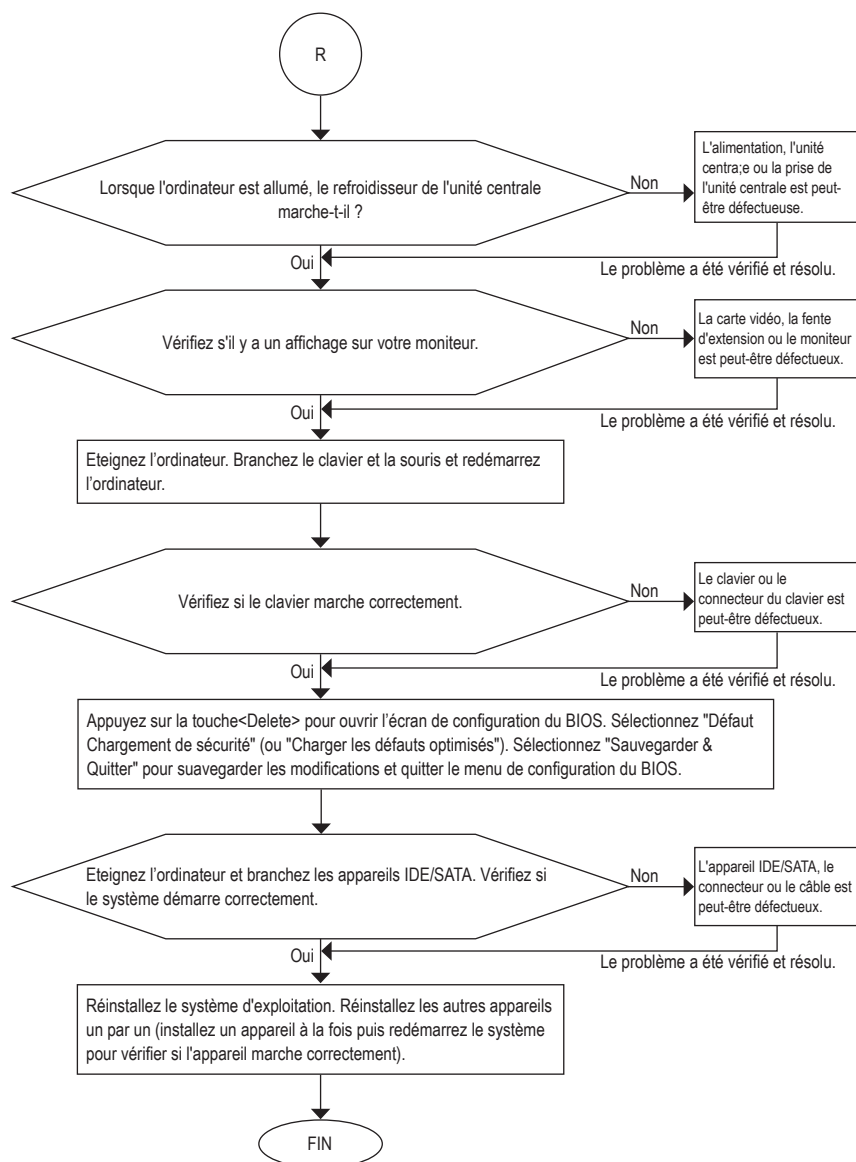 R
Lorsque l'ordinateur est allumé, le refroidisseur de l'unité centrale
marche-t-il ?
Non
L'alimentation, l'unité
centra;e ou la prise de
l'unité centrale est peut-
être défectueuse.
Oui
Le problème a été vérifié et résolu.
Vérifiez s'il y a un affichage sur votre moniteur.
Non
La carte vidéo, la fente
d'extension ou le moniteur
est peut-être défectueux.
Oui
Le problème a été vérifié et résolu.
Eteignez l’ordinateur. Branchez le clavier et la souris et redémarrez
l’ordinateur.
Vérifiez si le clavier marche correctement.
Non
Le clavier ou le
connecteur du clavier est
peut-être défectueux.
Oui
Le problème a été vérifié et résolu.
Appuyez sur la touche<Delete> pour ouvrir l’écran de configuration du BIOS. Sélectionnez "Défaut
Chargement de sécurité" (ou "Charger les défauts optimisés"). Sélectionnez "Sauvegarder &
Quitter" pour suavegarder les modifications et quitter le menu de configuration du BIOS.
Eteignez l’ordinateur et branchez les appareils IDE/SATA. Vérifiez si
le système démarre correctement.
Non
L'appareil IDE/SATA, le
connecteur ou le câble est
peut-être défectueux.
Oui
Le problème a été vérifié et résolu.
Réinstallez le système d'exploitation. Réinstallez les autres appareils
un par un (installez un appareil à la fois puis redémarrez le système
pour vérifier si l'appareil marche correctement).
FIN